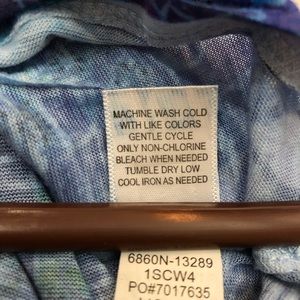 MACHINE WASH COLD
WITH LIKE COLORS
GENTLE CYCLE
ONLY NON-CHLORINE
BLEACH WHEN NEEDED
TUMBLE DRY LOW
COOL IRON AS NEEDED
6860N-13289
1SCW4
PO#7017635